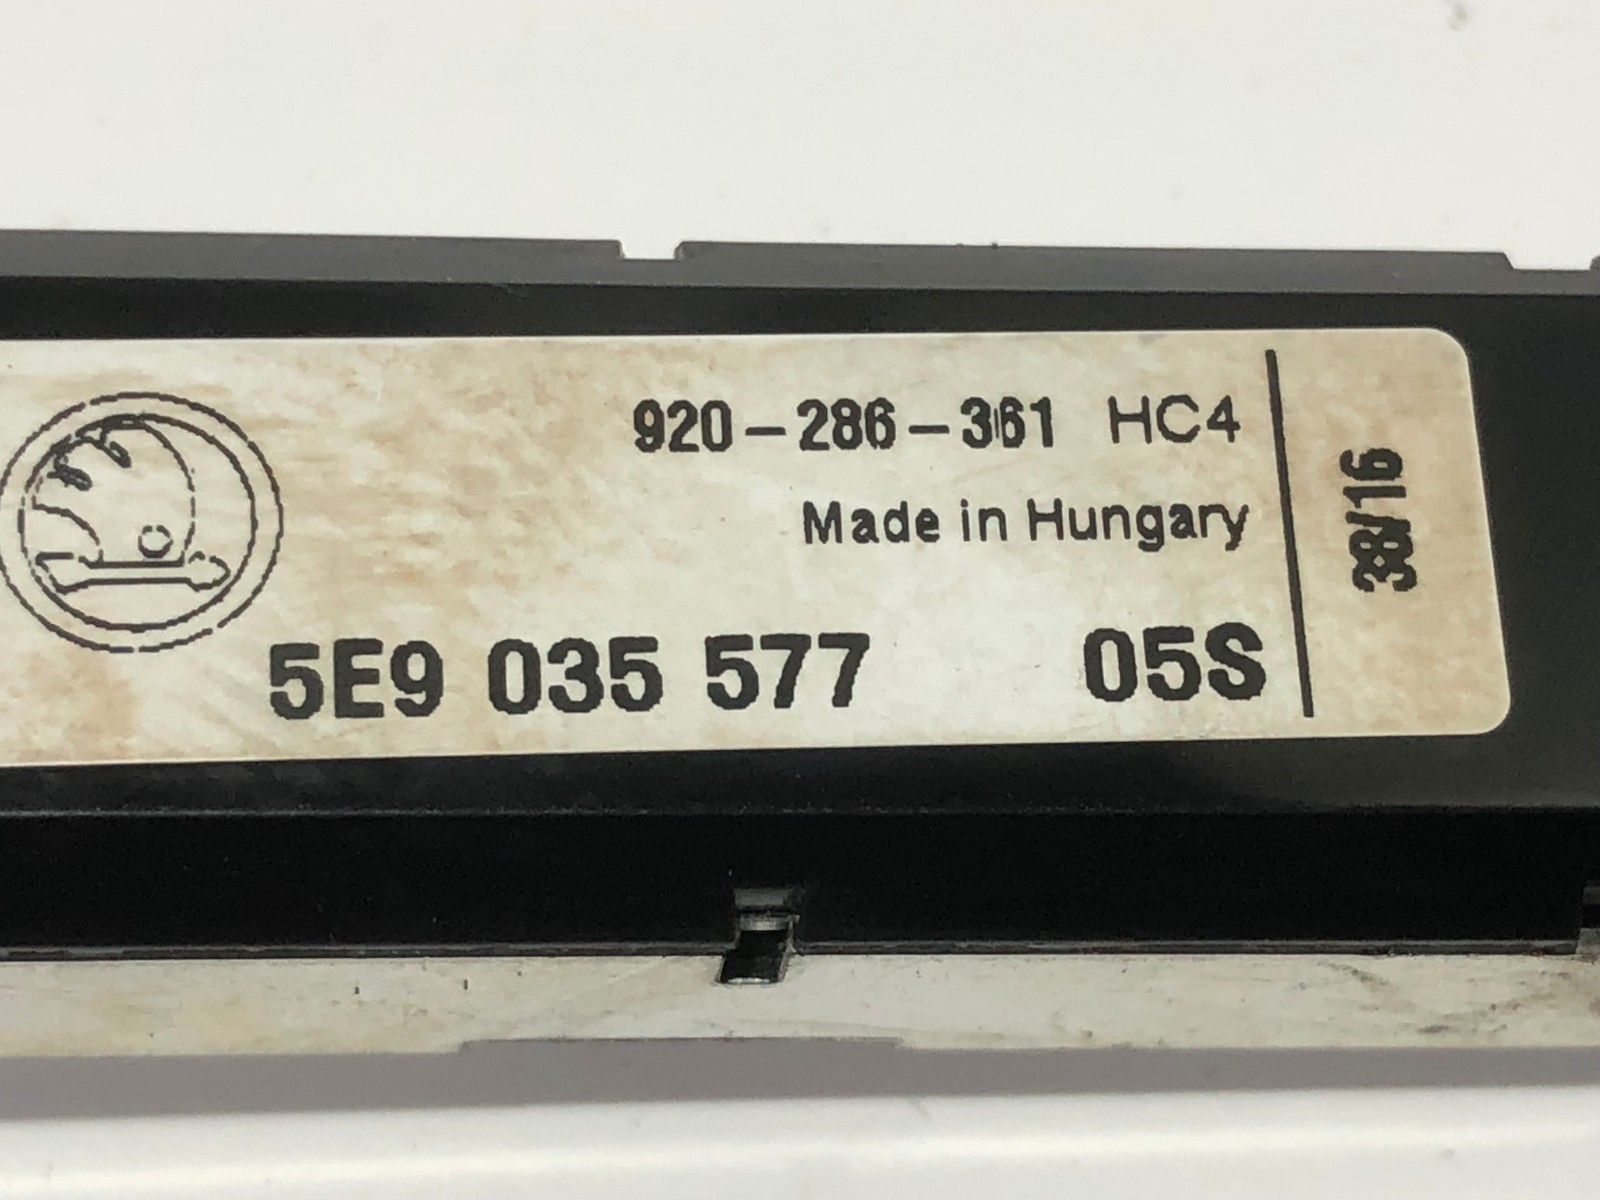 920-286-361 HC4
Made in Hungary
5E9 035 577 05S
38/16